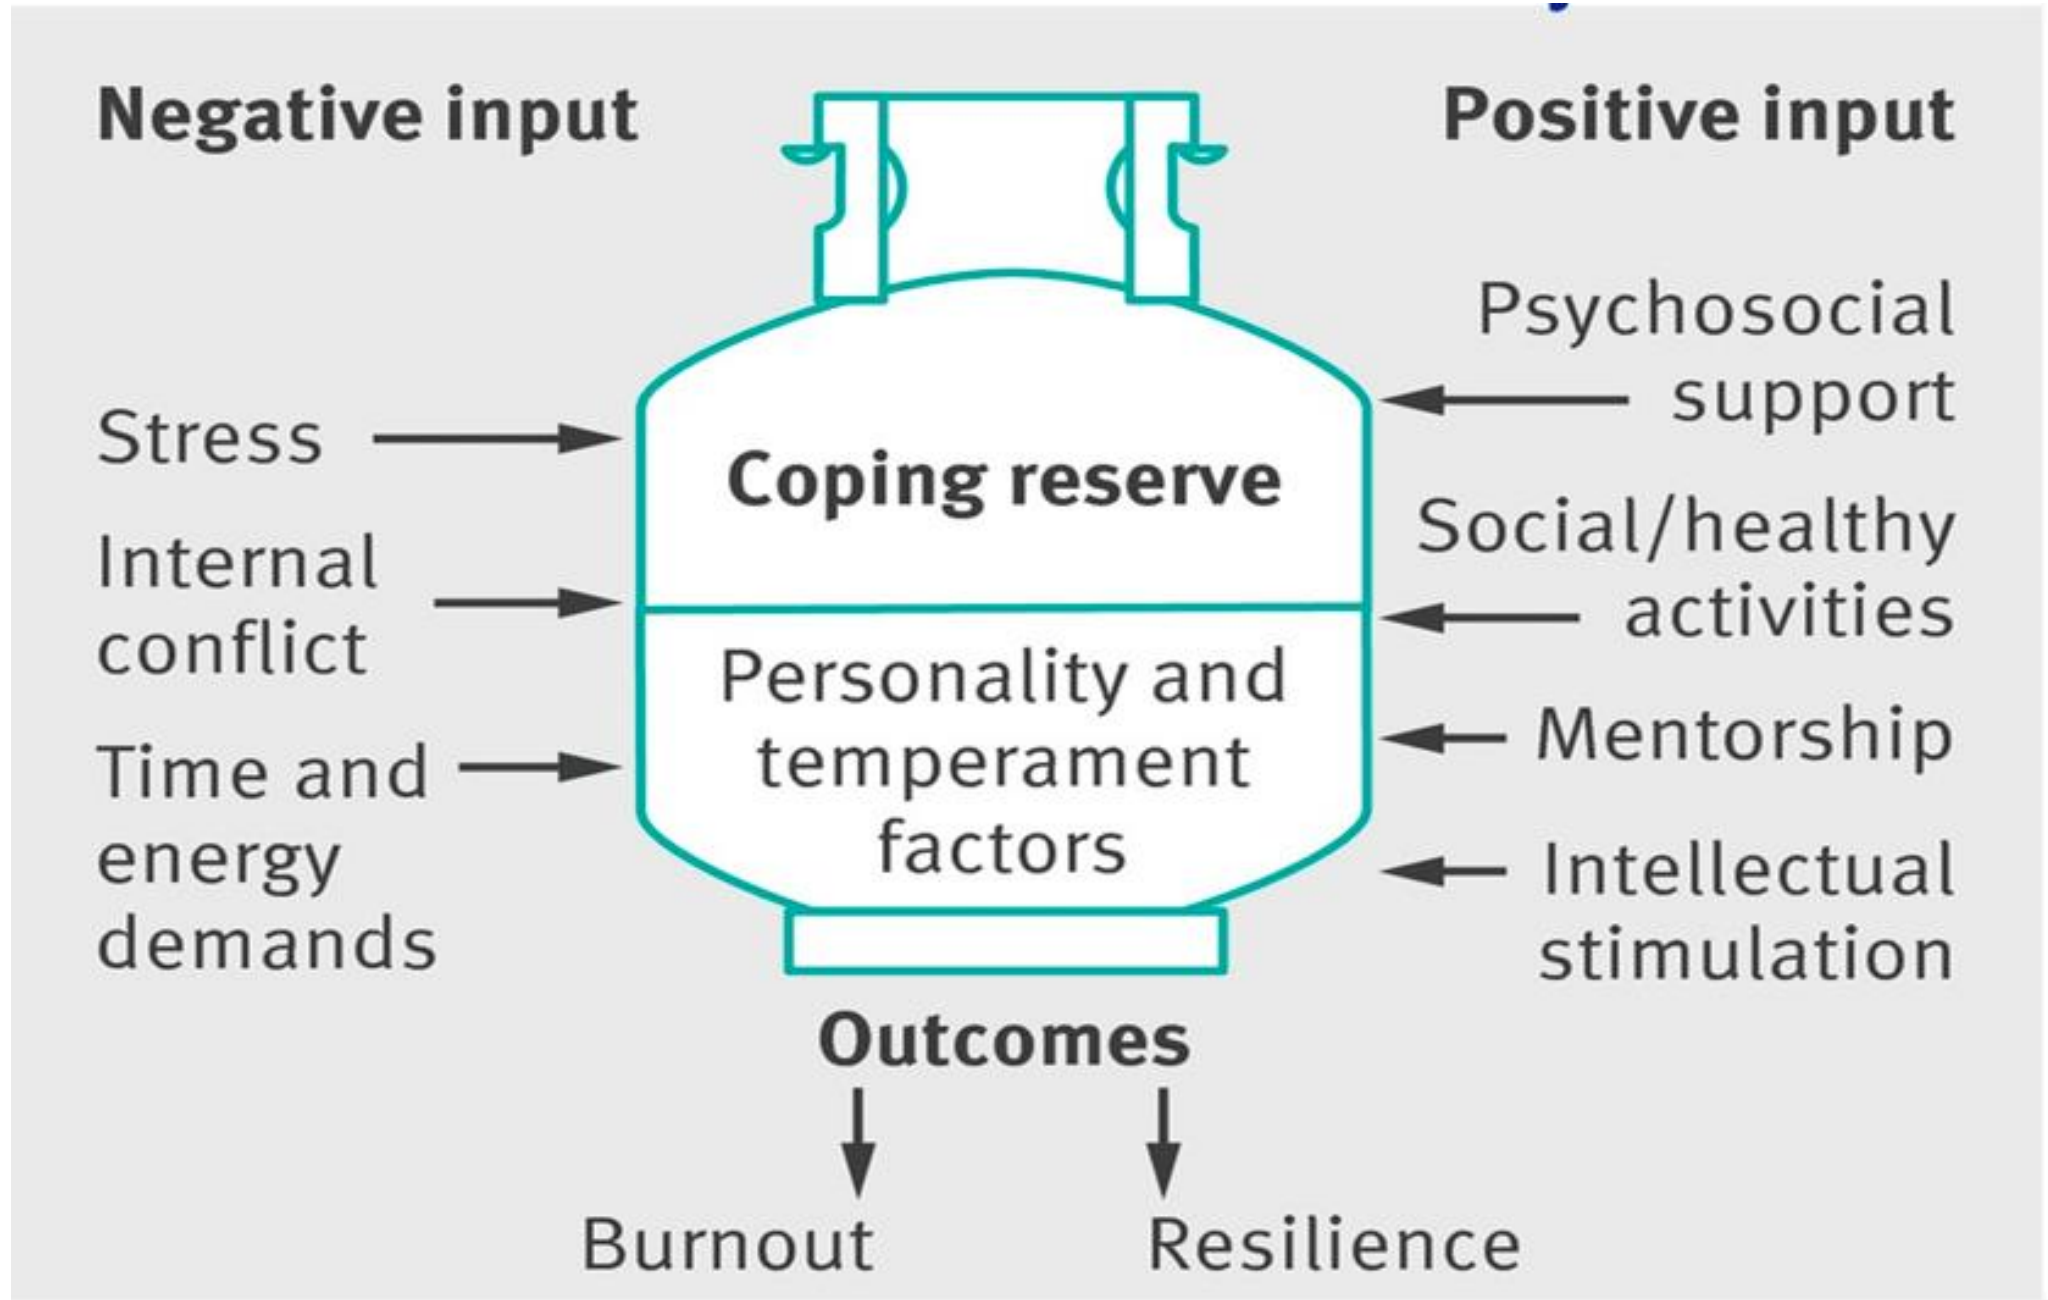 Negative input
Positive input
Stress
Internal
conflict
Time and
energy
demands
Coping reserve
Personality and
temperament
factors
Psychosocial
support
Social/healthy
activities
Mentorship
Intellectual
stimulation
Outcomes
Burnout
Resilience